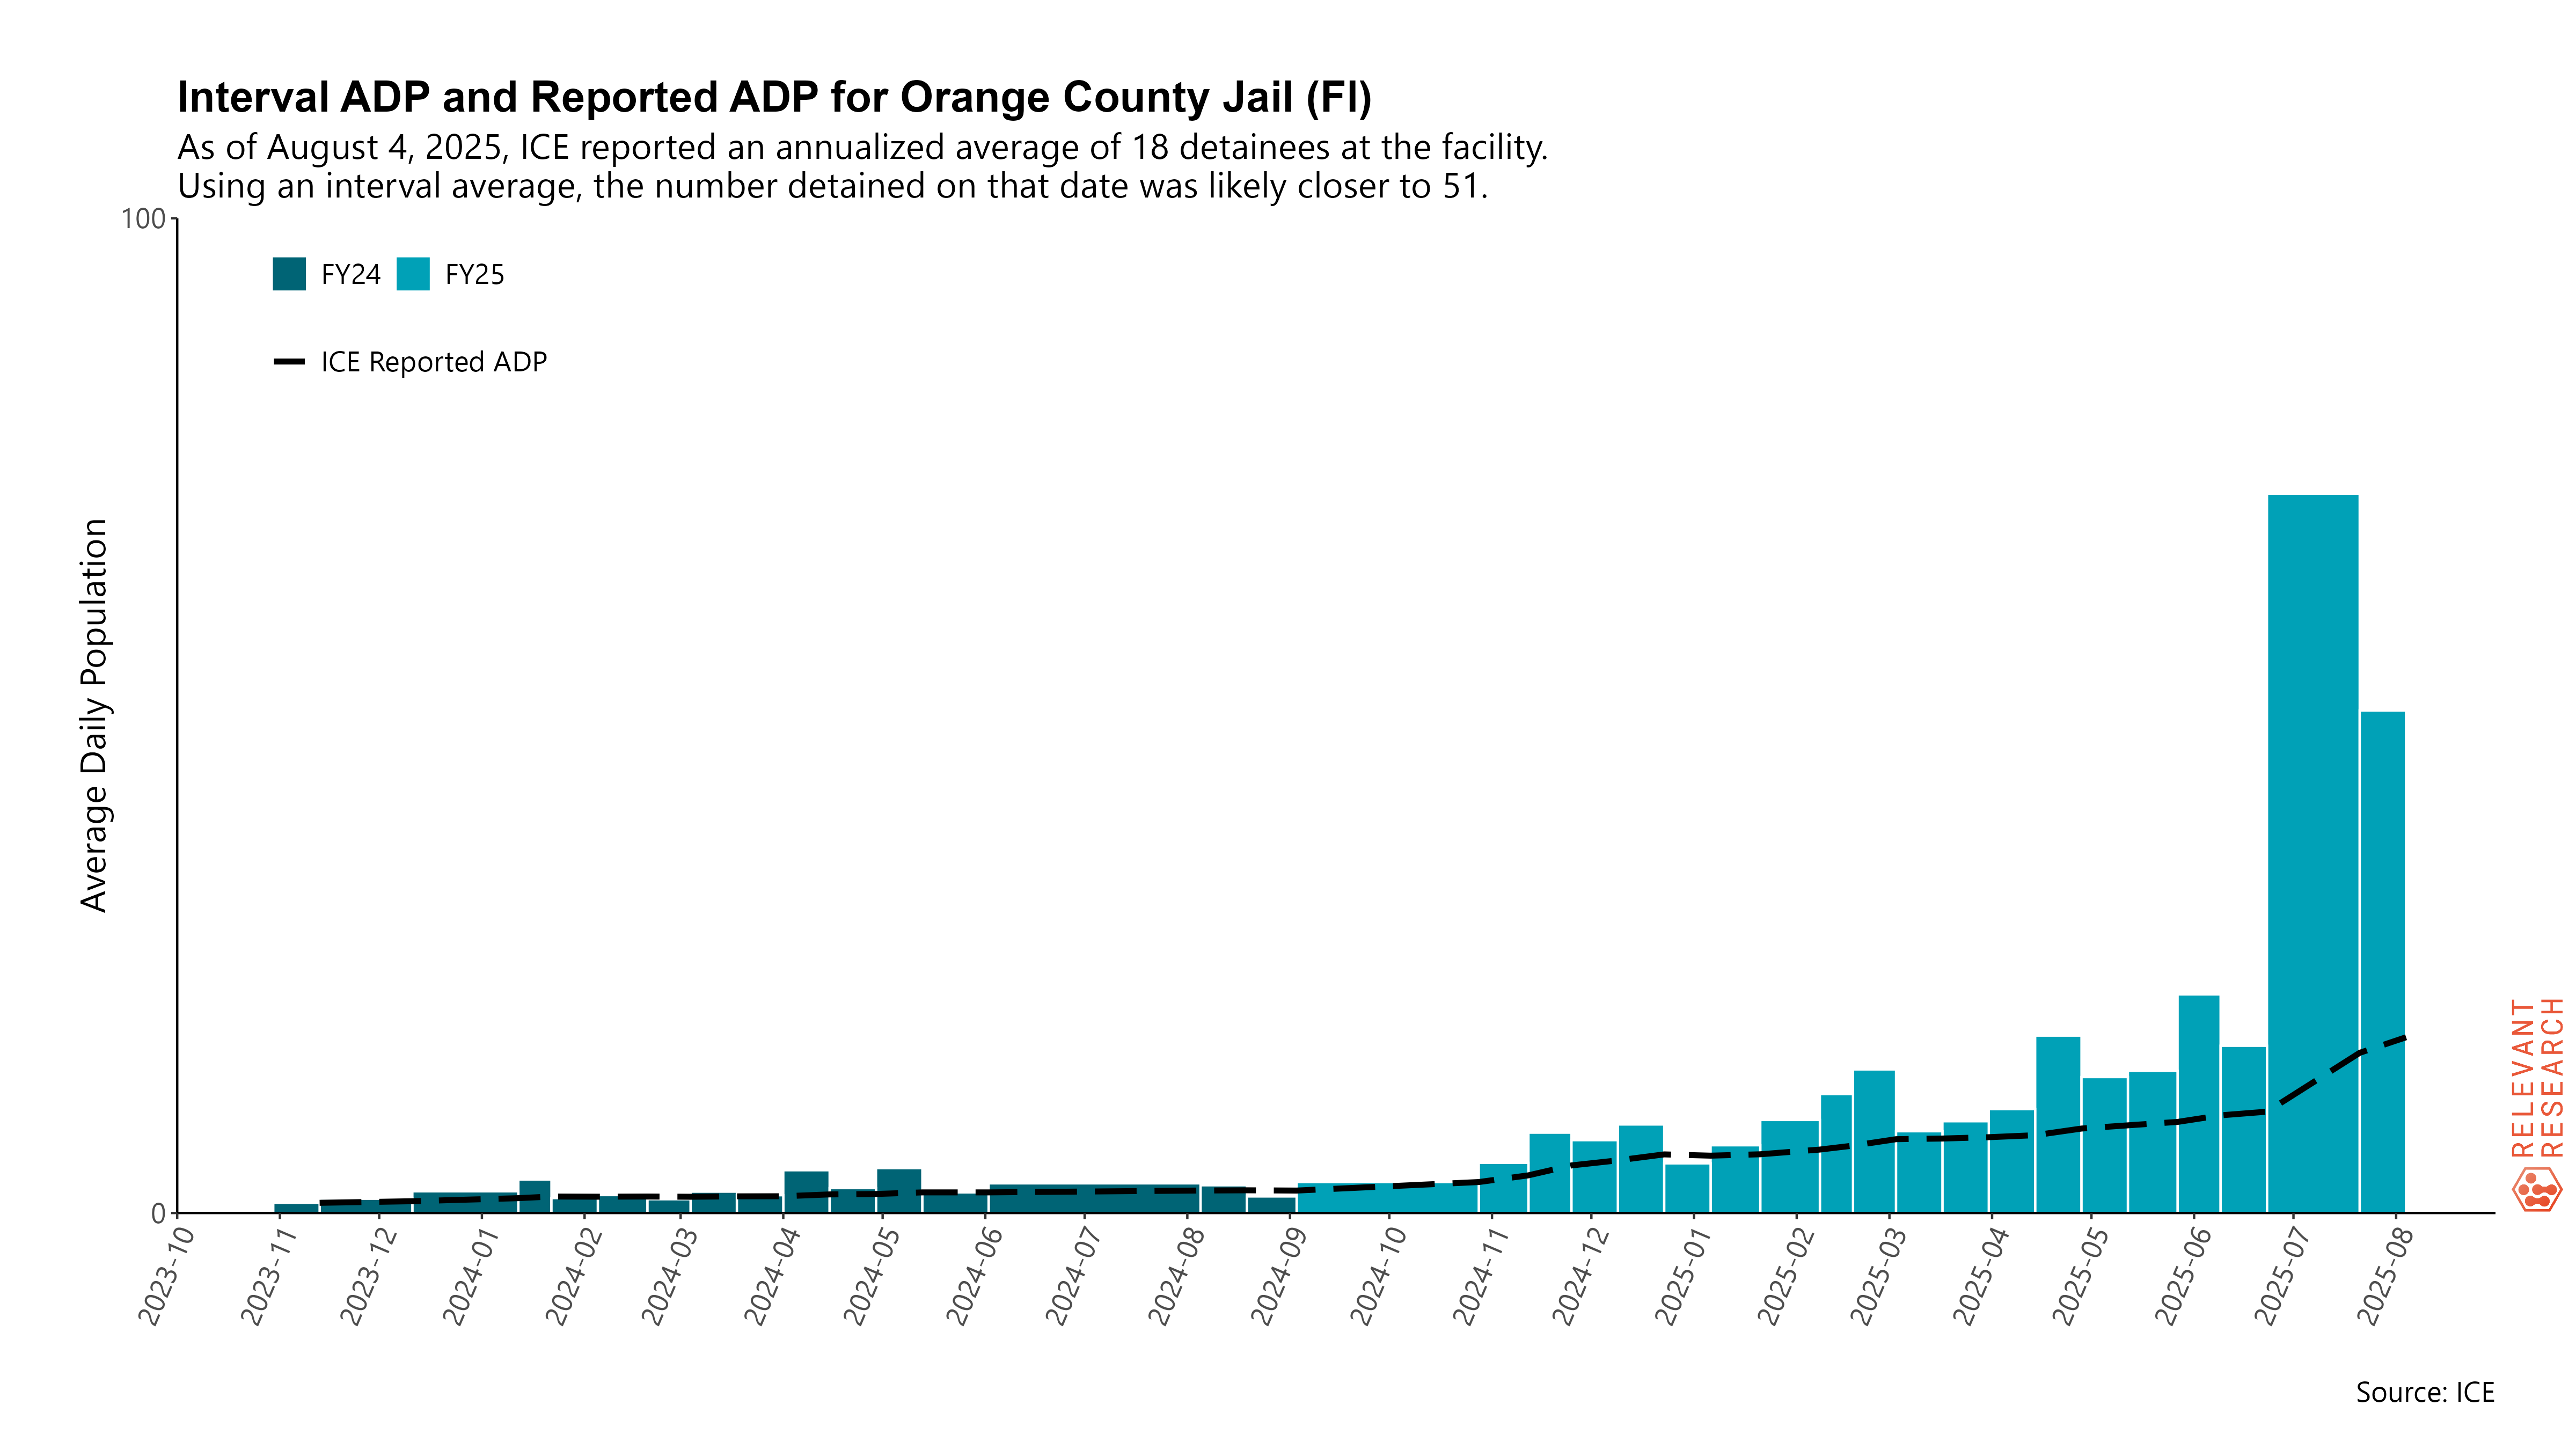 Interval ADP and Reported ADP for Orange County Jail (Fl)
As of August 4, 2025, ICE reported an annualized average of 18 detainees at the facility.
Using an interval average, the number detained on that date was likely closer to 51.
100
FY24 FY25
ICE Reported ADP
Average Daily Population
0
2023-10 2023-11 2023-12 2024-01 2024-02 2024-03 2024-04 2024-05 2024-06 2024-07 2024-08 2024-09 2024-10 2024-11 2024-12 2025-01 2025-02 2025-03 2025-04 2025-05 2025-06 2025-07 2025-08
RELEVANT
RESEARCH
Source: ICE